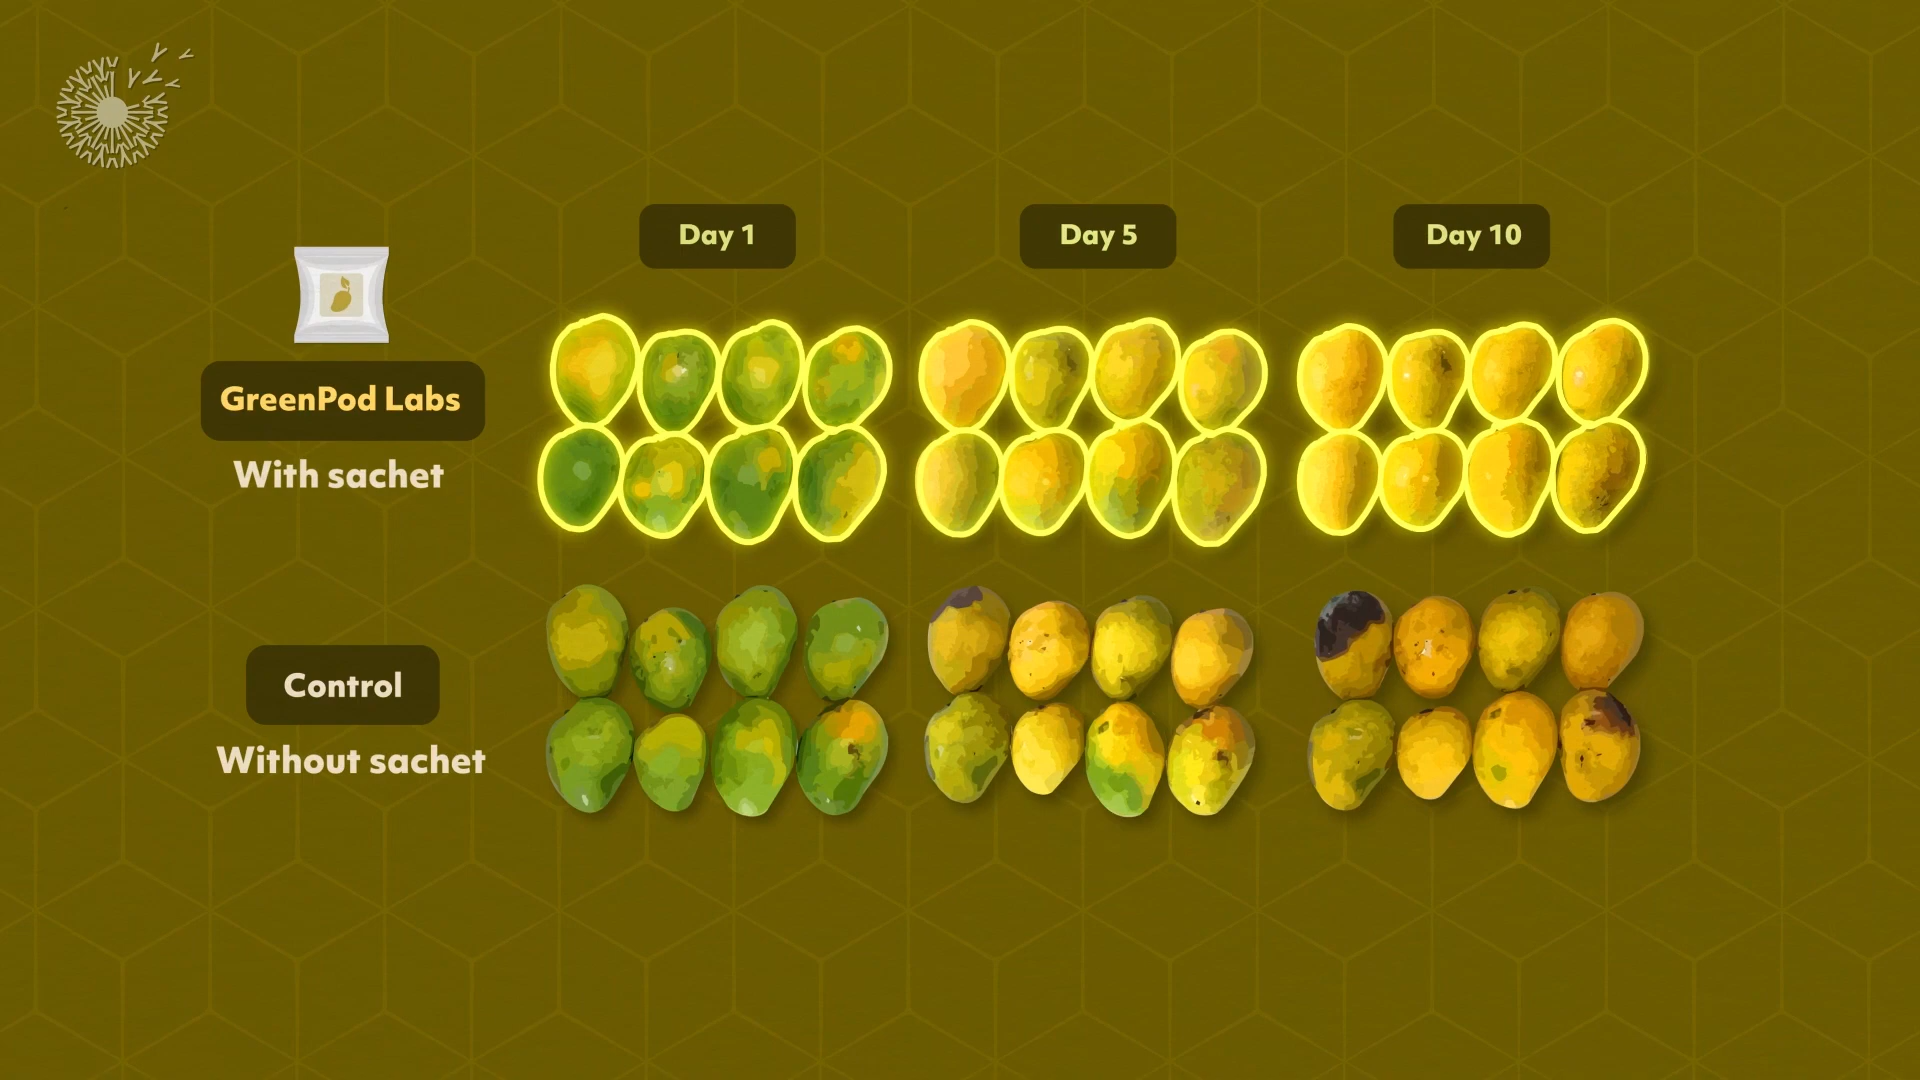 Day 1
Day 5
Day 10
GreenPod Labs
With sachet
Control
Without sachet